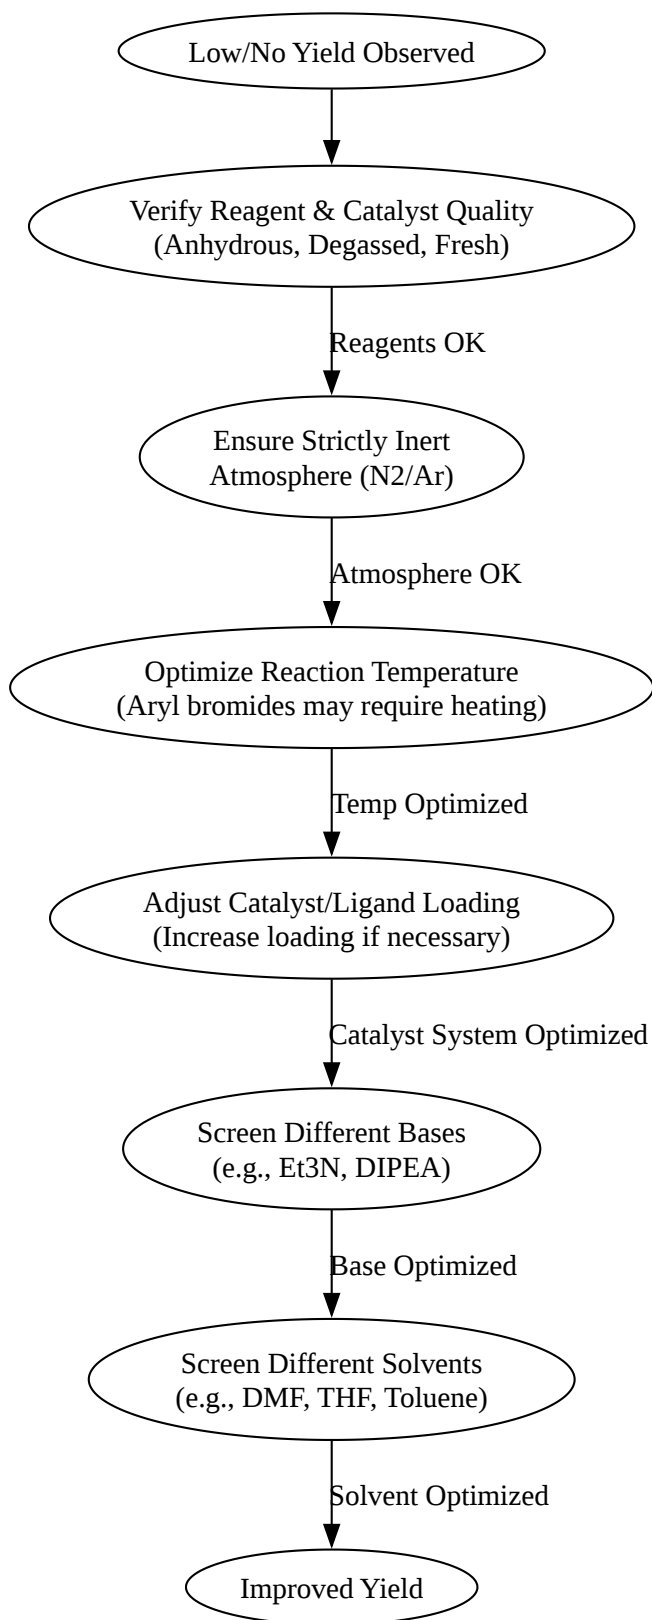 Low/No Yield Observed
Verify Reagent & Catalyst Quality
(Anhydrous, Degassed, Fresh)
Reagents OK
Ensure Strictly Inert
Atmosphere (N2/Ar)
Atmosphere OK
Optimize Reaction Temperature
(Aryl bromides may require heating)
Temp Optimized
Adjust Catalyst/Ligand Loading
(Increase loading if necessary)
Catalyst System Optimized
Screen Different Bases
(e.g., Et3N, DIPEA)
Base Optimized
Screen Different Solvents
(e.g., DMF, THF, Toluene)
Solvent Optimized
Improved Yield